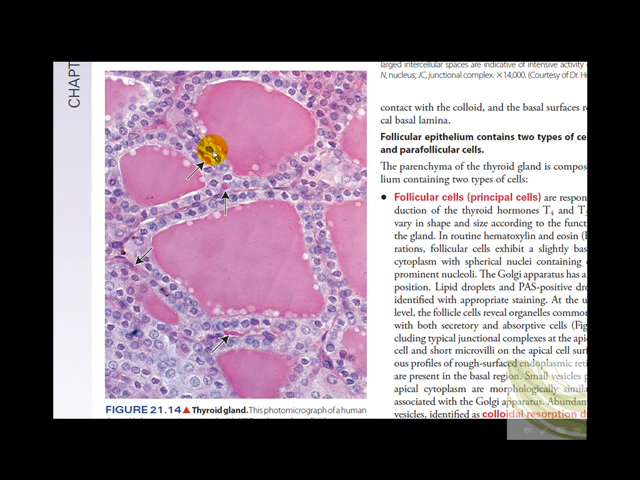 CHAPT
larged intercellular spaces are indicative of intensive activity
N, nucleus; JC, junctional complex. ×14,000. (Courtesy of Dr. H
contact with the colloid, and the basal surfaces r
cal basal lamina.
Follicular epithelium contains two types of ce
and parafollicular cells.
The parenchyma of the thyroid gland is compos
lium containing two types of cells:
● Follicular cells (principal cells) are respon
duction of the thyroid hormones T4 and T
vary in shape and size according to the funct
the gland. In routine hematoxylin and eosin (
rations, follicular cells exhibit a slightly bas
cytoplasm with spherical nuclei containing
prominent nucleoli. The Golgi apparatus has a
position. Lipid droplets and PAS-positive dr
identified with appropriate staining. At the u
level, the follicle cells reveal organelles common
with both secretory and absorptive cells (Fig
cluding typical junctional complexes at the api
cell and short microvilli on the apical cell sur
ous profiles of rough-surfaced endoplasmic reti
are present in the basal region. Small vesicles
apical cytoplasm are morphologically simila
associated with the Golgi apparatus. Abundan
vesicles, identified as colloidal resorption d
FIGURE 21.14 ▲ Thyroid gland. This photomicrograph of a human